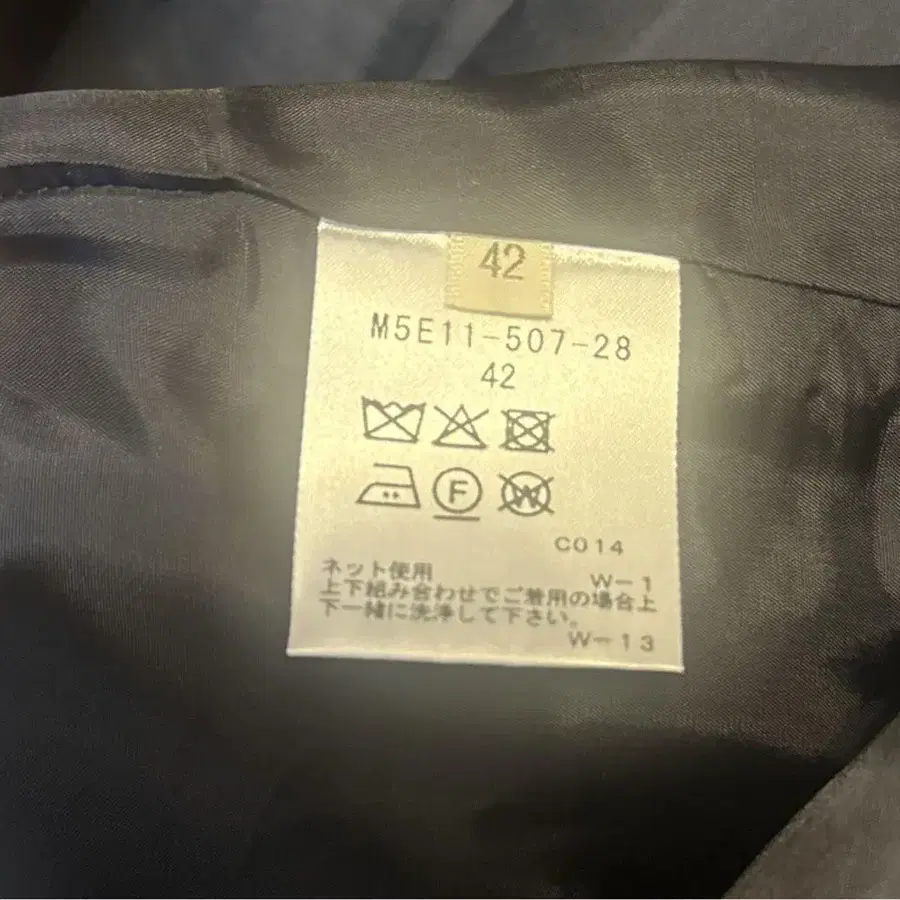 42
M5E11-507-28
42
F W
C014
ネット使用 W-1
上下組み合わせでご着用の場合上
下一緒に洗浄して下さい。
W-13